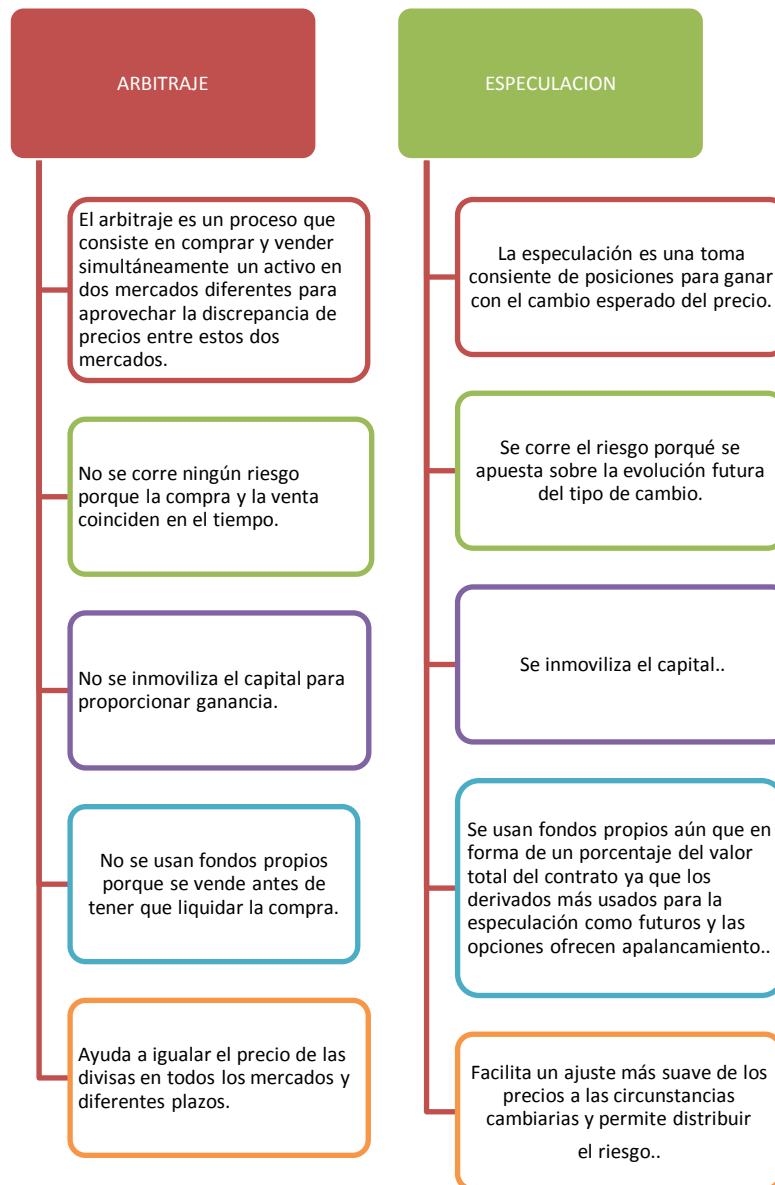 ARBITRAJE
El arbitraje es un proceso que
consiste en comprar y vender
simultáneamente un activo en
dos mercados diferentes para
aprovechar la discrepancia de
precios entre estos dos
mercados.
No se corre ningún riesgo
porque la compra y la venta
coinciden en el tiempo.
No se inmoviliza el capital para
proporcionar ganancia.
No se usan fondos propios
porque se vende antes de
tener que liquidar la compra.
Ayuda a igualar el precio de las
divisas en todos los mercados y
diferentes plazos.
ESPECULACION
La especulación es una toma
consiente de posiciones para ganar
con el cambio esperado del precio.
Se corre el riesgo porqué se
apuesta sobre la evolución futura
del tipo de cambio.
Se inmoviliza el capital..
Se usan fondos propios aún que en
forma de un porcentaje del valor
total del contrato ya que los
derivados más usados para la
especulación como futuros y las
opciones ofrecen apalancamiento..
Facilita un ajuste más suave de los
precios a las circunstancias
cambiarias y permite distribuir
el riesgo..